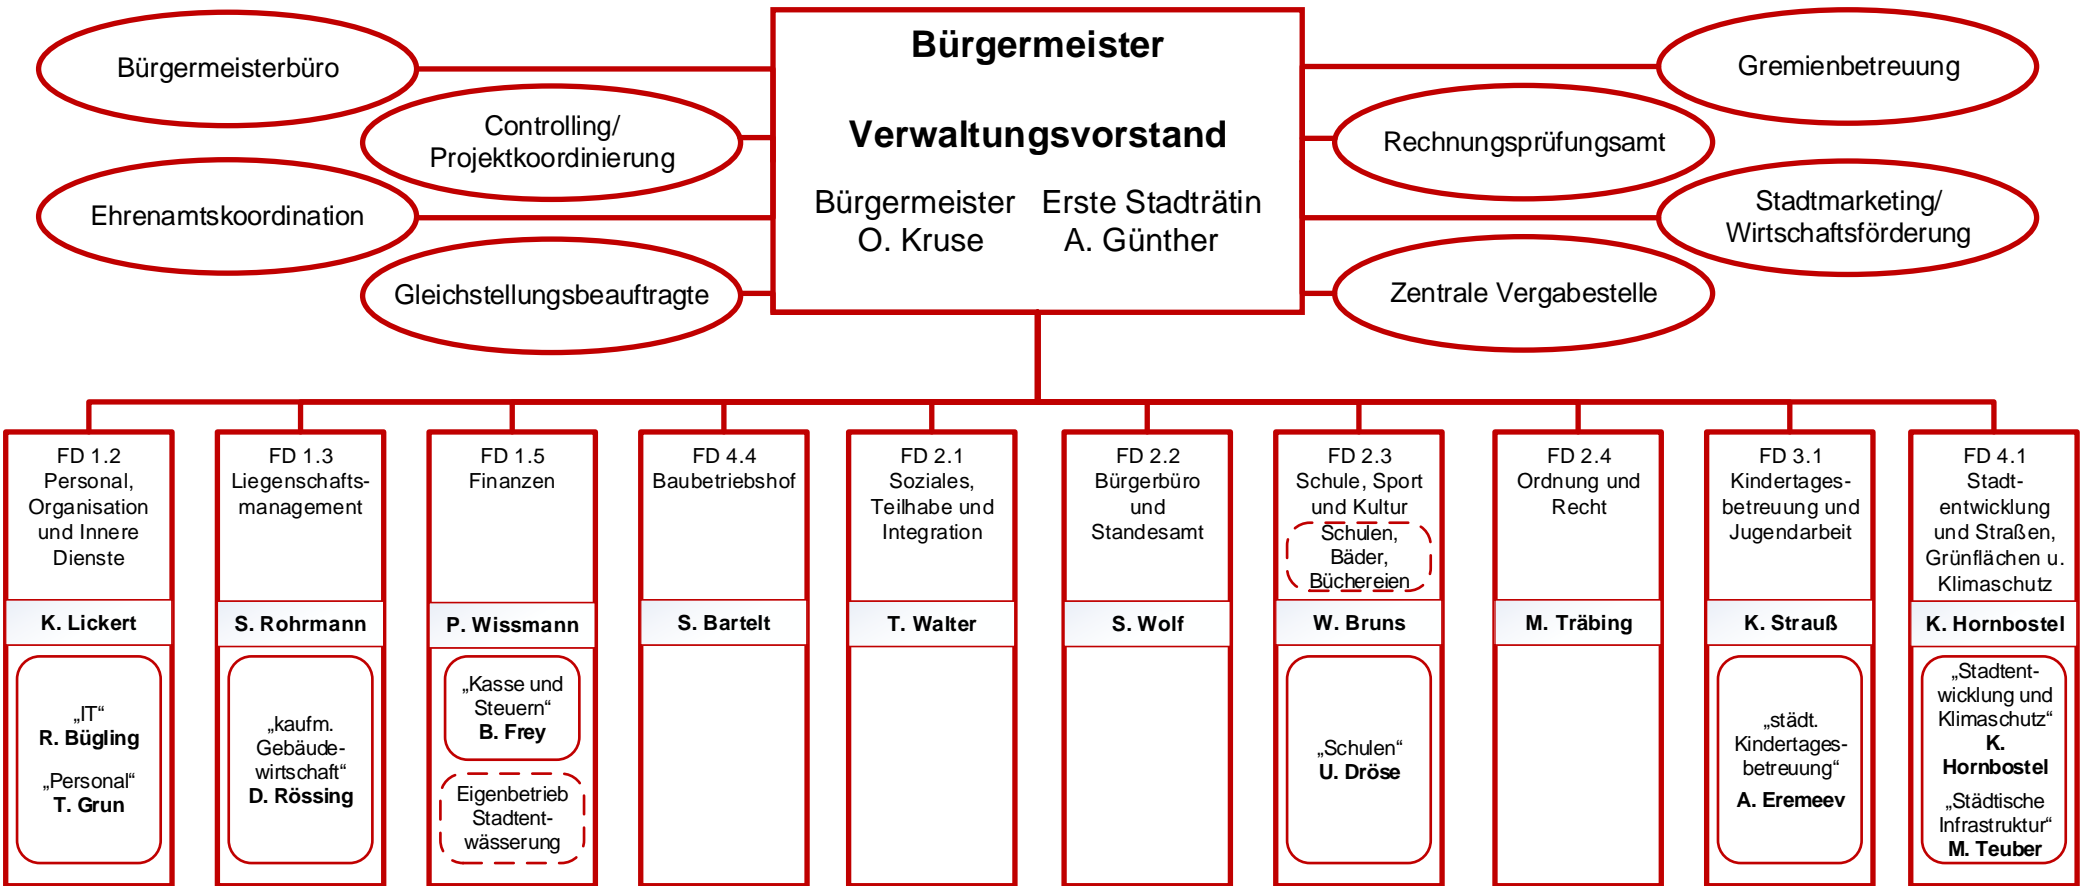 Bürgermeister
Verwaltungsvorstand
Bürgermeister
O. Kruse
Erste Stadträtin
A. Günther
Bürgermeisterbüro
Controlling/
Projektkoordinierung
Ehrenamtskoordination
Gleichstellungsbeauftragte
Gremienbetreuung
Rechnungsprüfungsamt
Stadtmarketing/
Wirtschaftsförderung
Zentrale Vergabestelle
FD 1.2
Personal,
Organisation
und Innere
Dienste
K. Lickert
„IT“
R. Bügling
„Personal“
T. Grun
FD 1.3
Liegenschafts-
management
S. Rohrmann
„kaufm.
Gebäude-
wirtschaft“
D. Rössing
FD 1.5
Finanzen
P. Wissmann
„Kasse und
Steuern“
B. Frey
Eigenbetrieb
Stadtent-
wässerung
FD 4.4
Baubetriebshof
S. Bartelt
FD 2.1
Soziales,
Teilhabe und
Integration
T. Walter
FD 2.2
Bürgerbüro
und
Standesamt
S. Wolf
FD 2.3
Schule, Sport
und Kultur
Schulen,
Bäder,
Büchereien
W. Bruns
„Schulen“
U. Dröse
FD 2.4
Ordnung und
Recht
M. Träbing
FD 3.1
Kindertages-
betreuung und
Jugendarbeit
K. Strauß
„städt.
Kindertages-
betreuung“
A. Eremeev
FD 4.1
Stadt-
entwicklung
und Straßen,
Grünflächen u.
Klimaschutz
K. Hornbostel
„Stadtent-
wicklung und
Klimaschutz“
K.
Hornbostel
„Städtische
Infrastruktur“
M. Teuber